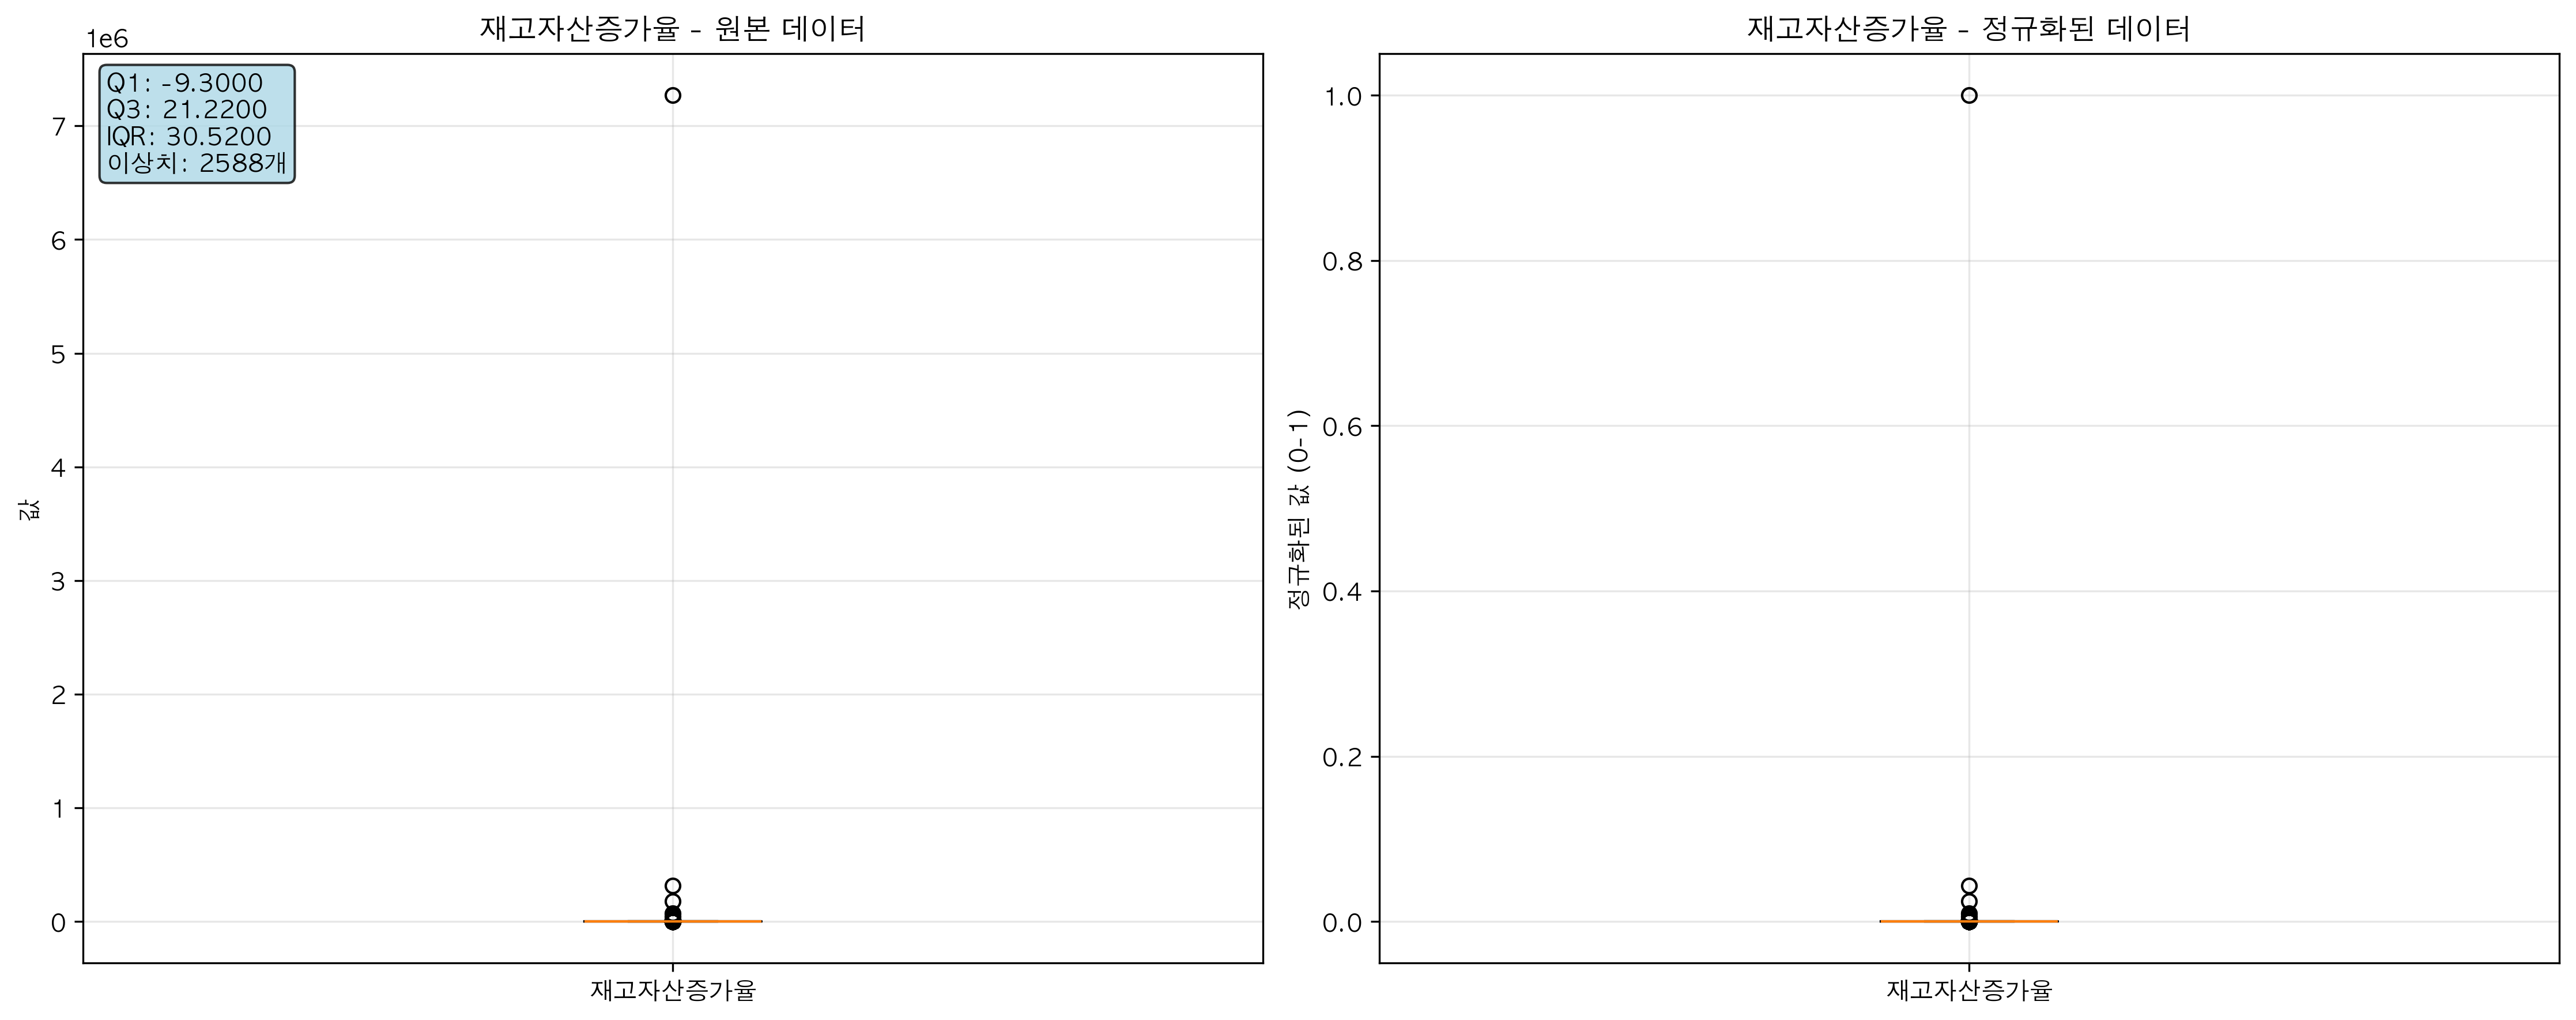 재고자산증가율 - 원본 데이터
1e6
Q1: -9.3000
Q3: 21.2200
IQR: 30.5200
이상치: 2588개
7
6
5
4
3
2
1
0
값
재고자산증가율
재고자산증가율 - 정규화된 데이터
1.0
0.8
0.6
0.4
0.2
0.0
정규화된 값 (0-1)
재고자산증가율